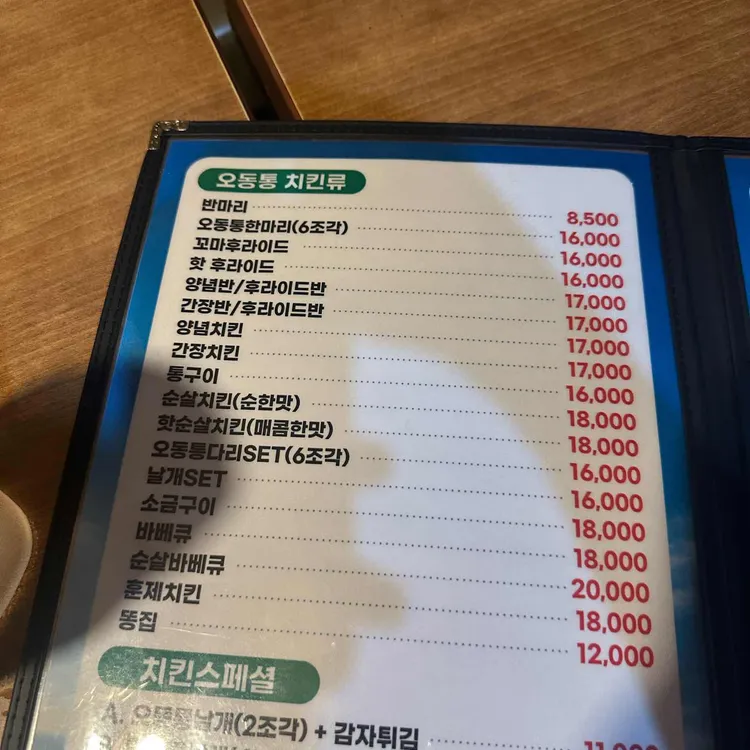 오동통 치킨류
반마리 8,500
오동통한마리(6조각) 16,000
꼬마후라이드 16,000
핫 후라이드 16,000
양념반/후라이드반 17,000
간장반/후라이드반 17,000
양념치킨 17,000
간장치킨 17,000
통구이 16,000
순살치킨(순한맛) 18,000
핫순살치킨(매콤한맛) 18,000
오동통다리SET(6조각) 16,000
날개SET 16,000
소금구이 18,000
바베큐 18,000
순살바베큐 20,000
훈제치킨 18,000
똥집 12,000
치킨스페셜
A. 오동통날개(2조각) + 감자튀김 11,000